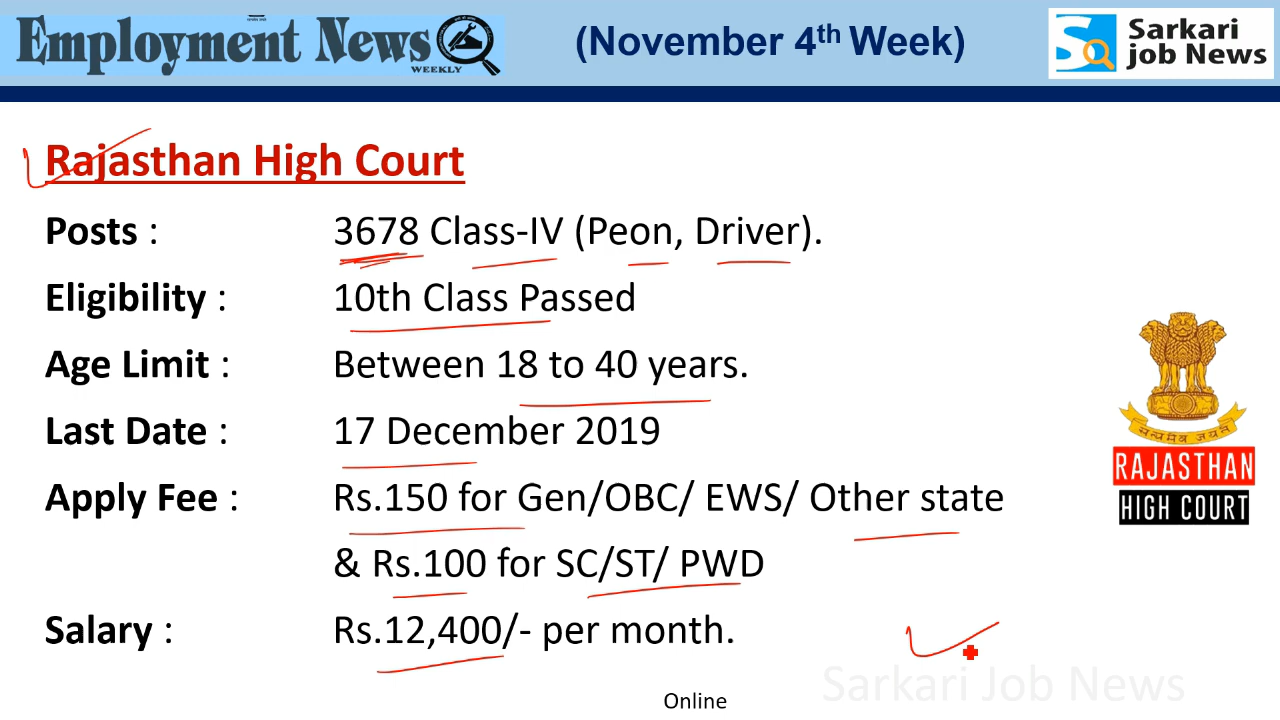 Employment News
WEEKLY
(November 4th Week)
Sarkari
job News
Rajasthan High Court
Posts : 3678 Class-IV (Peon, Driver).
Eligibility : 10th Class Passed
Age Limit : Between 18 to 40 years.
Last Date : 17 December 2019
Apply Fee : Rs.150 for Gen/OBC/ EWS/ Other state
& Rs.100 for SC/ST/ PWD
Salary : Rs.12,400/- per month.
सत्यमेव जयते
RAJASTHAN
HIGH COURT
Sarkari Job News
Online